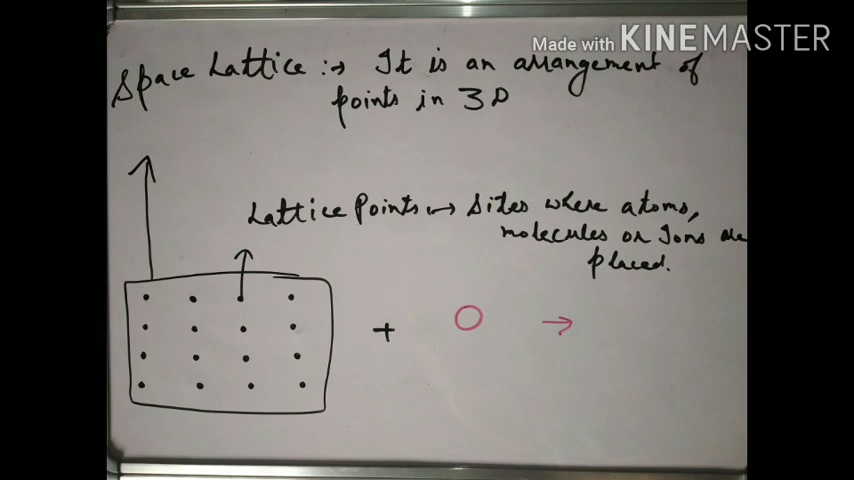 Made with KINEMASTER
Space Lattice :→ It is an arrangement of
points in 3D
Lattice Points → Sites where atoms,
molecules or Ions are
placed.
+ →